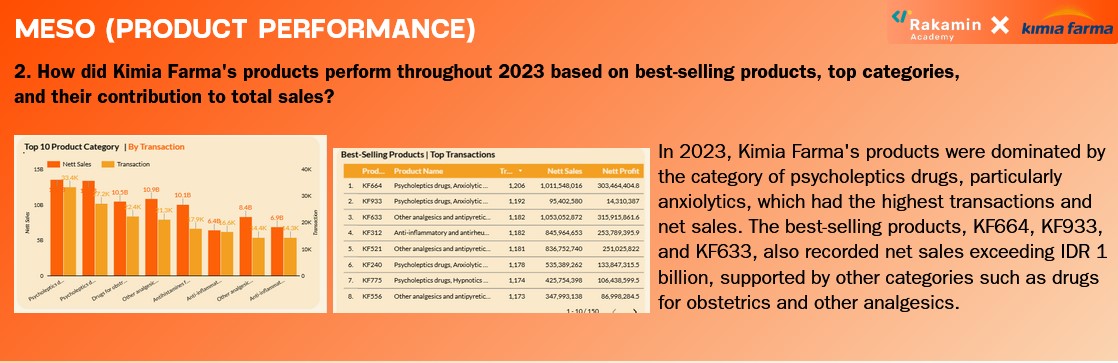 MESO (PRODUCT PERFORMANCE)
Rakamin
Academy
kimia farma
2. How did Kimia Farma's products perform throughout 2023 based on best-selling products, top categories,
and their contribution to total sales?
Top 10 Product Category | By Transaction
Nett Sales Transaction
15B 10B 5B 0
40K 30K 20K 10K 0
Nett Sales
Transaction
33.4K
10.5B
10.9B
10.1B
6.4B
8.4B
6.9B
Psycholeptics d...
Psycholeptics d...
Drugs for obstr...
Other analgesic...
Antihistamines f...
Anti-inflammat...
Other analgesic...
Anti-inflammat...
Best-Selling Products | Top Transactions
Prod... Product Name Tr... Nett Sales Nett Profit
1. KF664 Psycholeptics drugs, Anxiolytic ... 1,206 1,011,548,016 303,464,404.8
2. KF933 Psycholeptics drugs, Anxiolytic ... 1,192 95,402,580 14,310,387
3. KF633 Other analgesics and antipyretic... 1,182 1,053,052,872 315,915,861.6
4. KF312 Anti-inflammatory and antirheu... 1,182 845,964,653 253,789,395.9
5. KF521 Other analgesics and antipyretic... 1,181 836,752,740 251,025,822
6. KF240 Psycholeptics drugs, Anxiolytic ... 1,178 535,389,262 133,847,315.5
7. KF775 Psycholeptics drugs, Hypnotics ... 1,174 425,754,398 106,438,599.5
8. KF556 Other analgesics and antipyretic... 1,173 347,993,138 86,998,284.5
1 - 10 / 150
In 2023, Kimia Farma's products were dominated by
the category of psycholeptics drugs, particularly
anxiolytics, which had the highest transactions and
net sales. The best-selling products, KF664, KF933,
and KF633, also recorded net sales exceeding IDR 1
billion, supported by other categories such as drugs
for obstetrics and other analgesics.